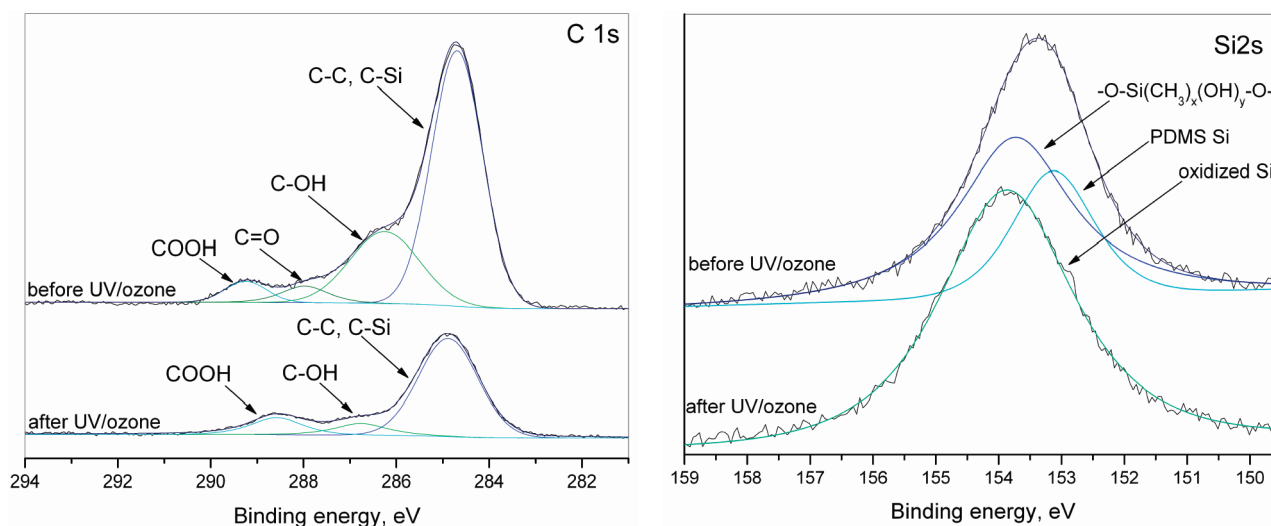 C 1s
C-C, C-Si
C-OH
C=O
COOH
before UV/ozone
C-C, C-Si
C-OH
COOH
after UV/ozone
294 292 290 288 286 284 282
Binding energy, eV
Si2s
-O-Si(CH3)x(OH)y-O-
PDMS Si
oxidized Si
before UV/ozone
after UV/ozone
159 158 157 156 155 154 153 152 151 150
Binding energy, eV